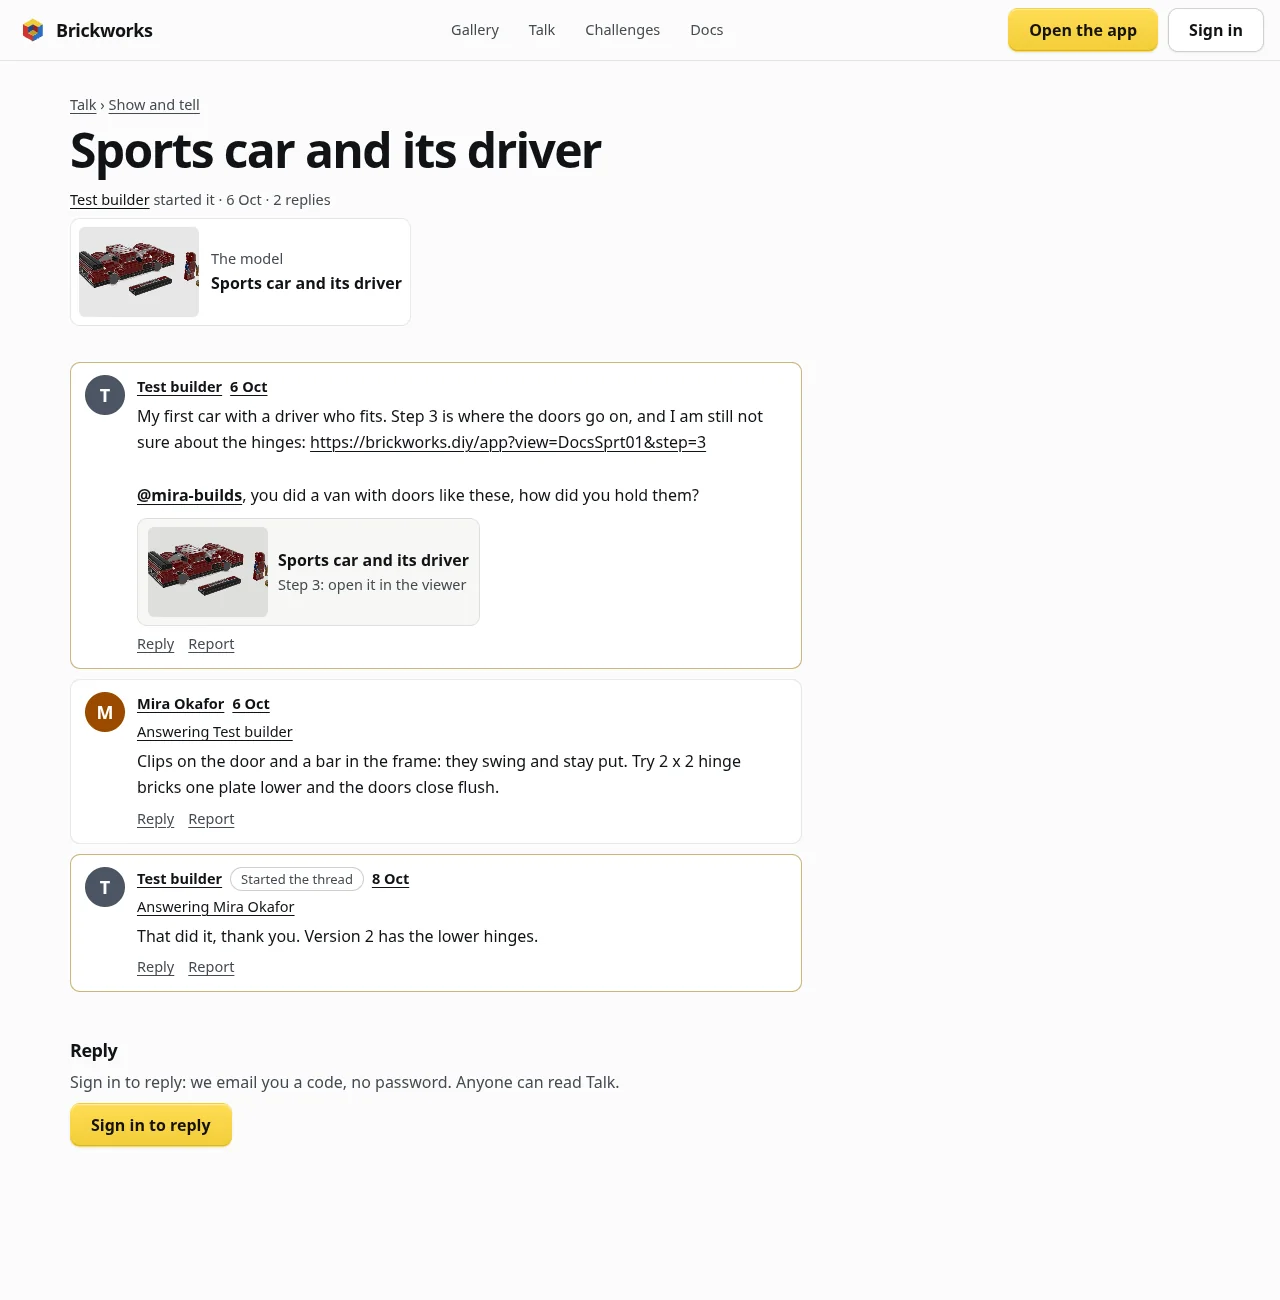 Brickworks
Gallery Talk Challenges Docs
Open the app
Sign in
Talk › Show and tell
Sports car and its driver
Test builder started it · 6 Oct · 2 replies
The model
Sports car and its driver
T
Test builder 6 Oct
My first car with a driver who fits. Step 3 is where the doors go on, and I am still not
sure about the hinges: https://brickworks.diy/app?view=DocsSprt01&step=3
@mira-builds, you did a van with doors like these, how did you hold them?
Sports car and its driver
Step 3: open it in the viewer
Reply Report
M
Mira Okafor 6 Oct
Answering Test builder
Clips on the door and a bar in the frame: they swing and stay put. Try 2 x 2 hinge
bricks one plate lower and the doors close flush.
Reply Report
T
Test builder Started the thread 8 Oct
Answering Mira Okafor
That did it, thank you. Version 2 has the lower hinges.
Reply Report
Reply
Sign in to reply: we email you a code, no password. Anyone can read Talk.
Sign in to reply